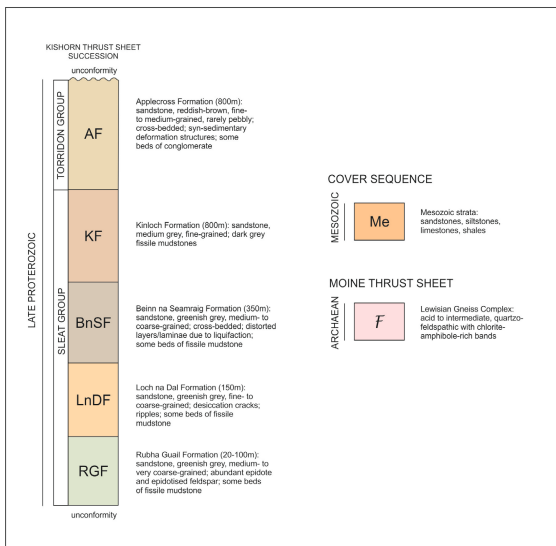 KISHORN THRUST SHEET
SUCCESSION
unconformity
LATE PROTEROZOIC
TORRIDON GROUP
AF
Applecross Formation (800m):
sandstone, reddish-brown, fine-
to medium-grained, rarely pebbly;
cross-bedded; syn-sedimentary
deformation structures; some
beds of conglomerate
SLEAT GROUP
KF
Kinloch Formation (800m): sandstone,
medium grey, fine-grained; dark grey
fissile mudstones
BnSF
Beinn na Seamraig Formation (350m):
sandstone, greenish grey, medium- to
coarse-grained; cross-bedded; distorted
layers/laminae due to liquifaction;
some beds of fissile mudstone
LnDF
Loch na Dal Formation (150m):
sandstone, greenish grey, fine- to
coarse-grained; desiccation cracks;
ripples; some beds of fissile
mudstone
RGF
Rubha Guail Formation (20-100m):
sandstone, greenish grey, medium- to
very coarse-grained; abundant epidote
and epidotised feldspar; some beds
of fissile mudstone
unconformity
COVER SEQUENCE
MESOZOIC
Me
Mesozoic strata:
sandstones, siltstones,
limestones, shales
MOINE THRUST SHEET
ARCHAEAN
F
Lewisian Gneiss Complex:
acid to intermediate, quartzo-
feldspathic with chlorite-
amphibole-rich bands